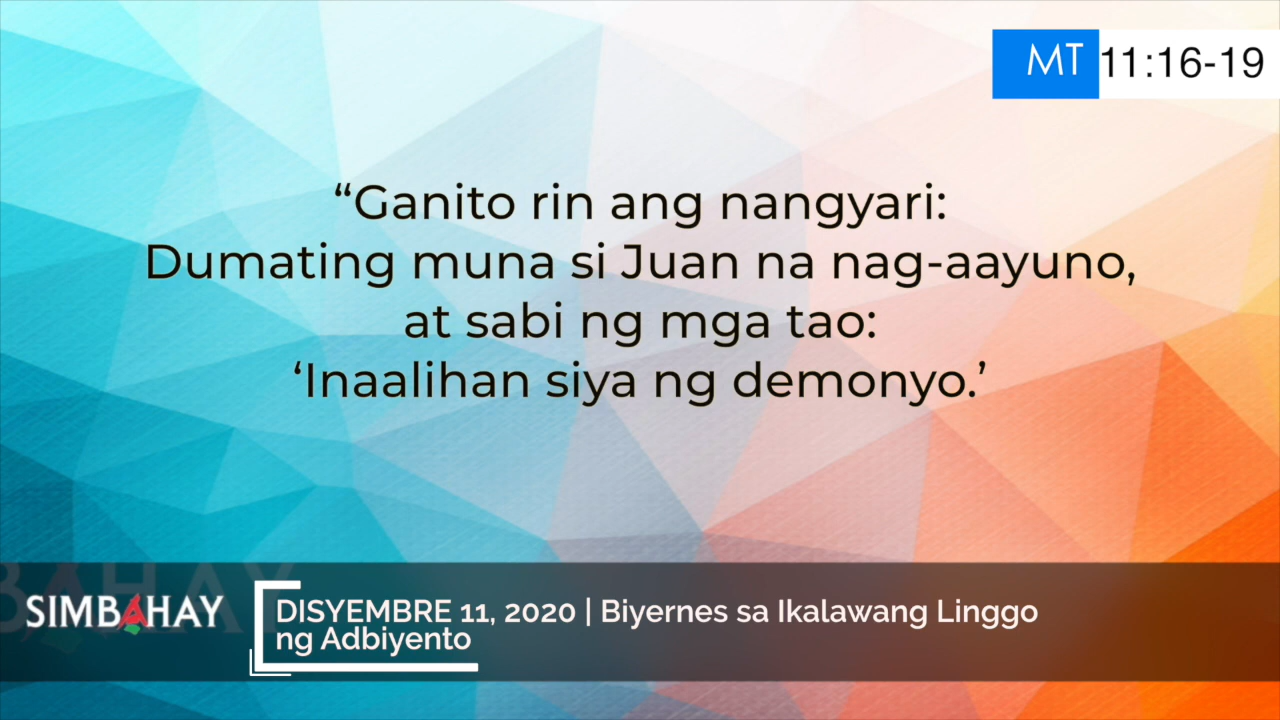 MT 11:16-19
“Ganito rin ang nangyari:
Dumating muna si Juan na nag-aayuno,
at sabi ng mga tao:
‘Inaalihan siya ng demonyo.’
SIMBAHAY
DISYEMBRE 11, 2020 | Biyernes sa Ikalawang Linggo
ng Adbiyento